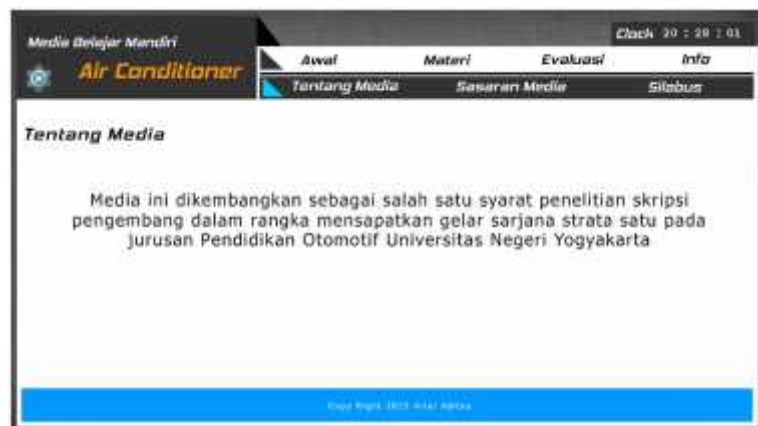 Media Belajar Mandiri
Air Conditioner
Clock 20 : 28 : 01
Awal Materi Evaluasi Info
Tentang Media Sasaran Media Silabus
Tentang Media
Media ini dikembangkan sebagai salah satu syarat penelitian skripsi
pengembang dalam rangka mensapatkan gelar sarjana strata satu pada
jurusan Pendidikan Otomotif Universitas Negeri Yogyakarta
Copy Right